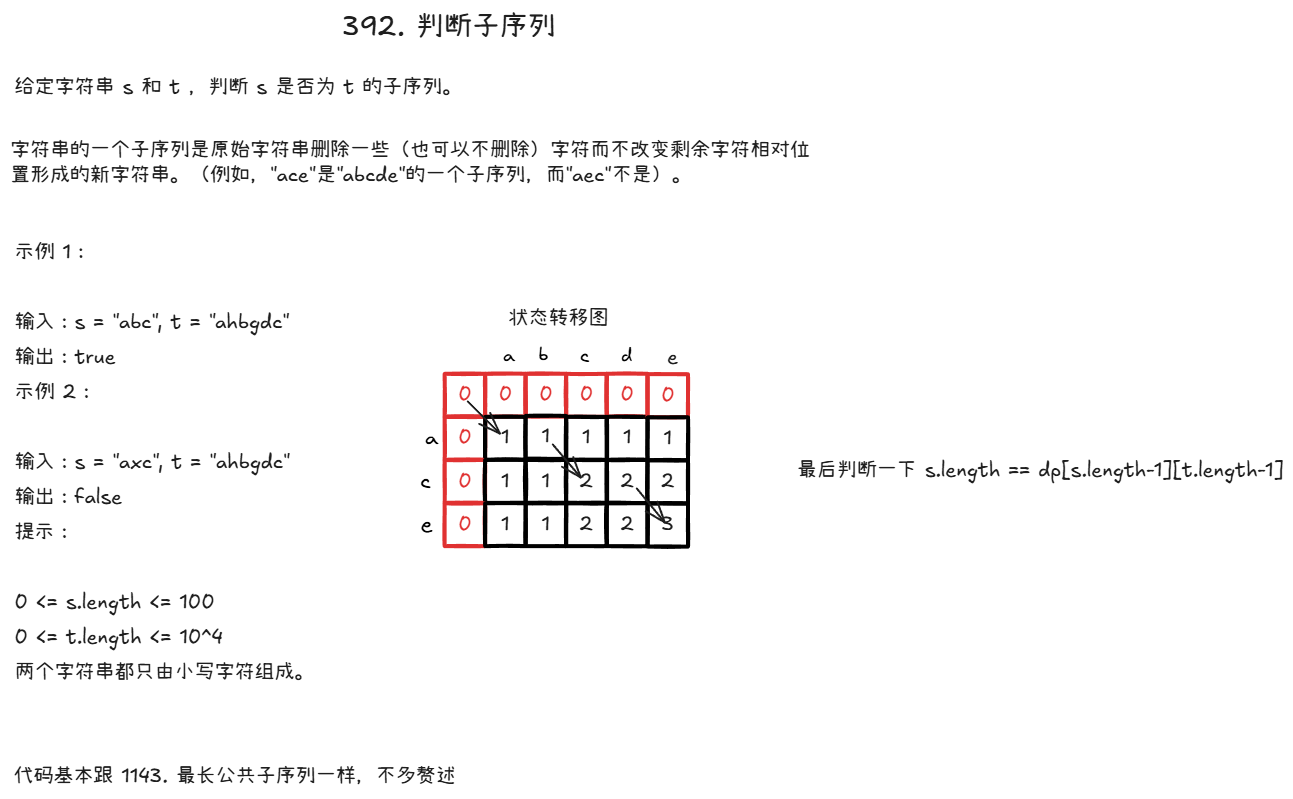 392. 判断子序列
给定字符串 s 和 t ，判断 s 是否为 t 的子序列。
字符串的一个子序列是原始字符串删除一些（也可以不删除）字符而不改变剩余字符相对位
置形成的新字符串。（例如，"ace"是"abcde"的一个子序列，而"aec"不是）。
示例 1：
输入：s = "abc", t = "ahbgdc"
输出：true
示例 2：
输入：s = "axc", t = "ahbgdc"
输出：false
提示：
0 <= s.length <= 100
0 <= t.length <= 10^4
两个字符串都只由小写字符组成。
状态转移图
a b c d e
0 0 0 0 0 0
a 0 1 1 1 1 1
c 0 1 1 2 2 2
e 0 1 1 2 2 3
最后判断一下 s.length == dp[s.length-1][t.length-1]
代码基本跟 1143. 最长公共子序列一样，不多赘述